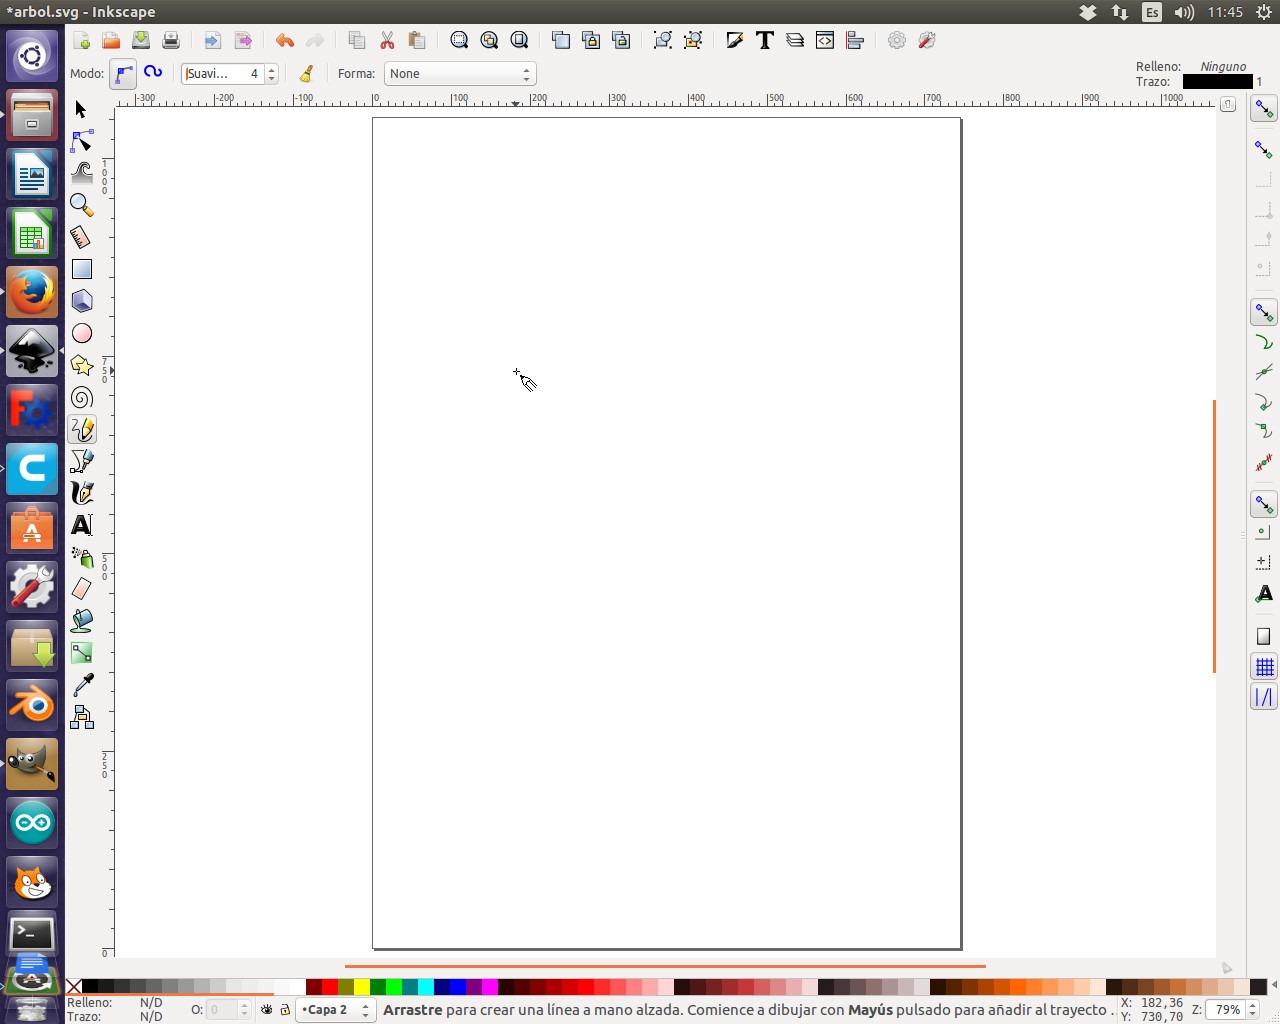 *arbol.svg - Inkscape
Es
11:45
Modo:
Suavi... 4
Forma:
None
Relleno: Ninguno
Trazo: 1
-300 -200 -100 0 100 200 300 400 500 600 700 800 900 1000
1000
750
500
250
0
A
Relleno: N/D
Trazo: N/D
O: 0
•Capa 2
Arrastre para crear una línea a mano alzada. Comience a dibujar con Mayús pulsado para añadir al trayecto ..
X: 182,36
Y: 730,70
Z: 79%